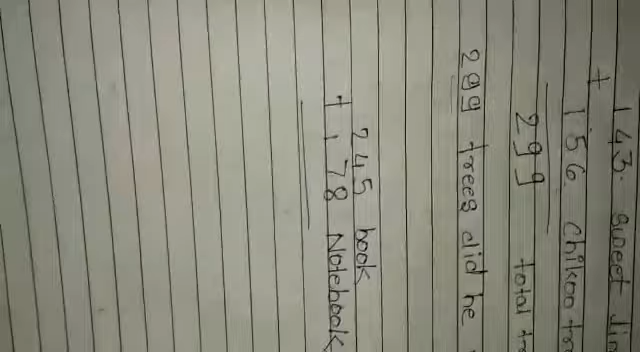 143. sweet
+ 156. chikoo
299 total
299 trees did he
245 book
+ 178 Notebook